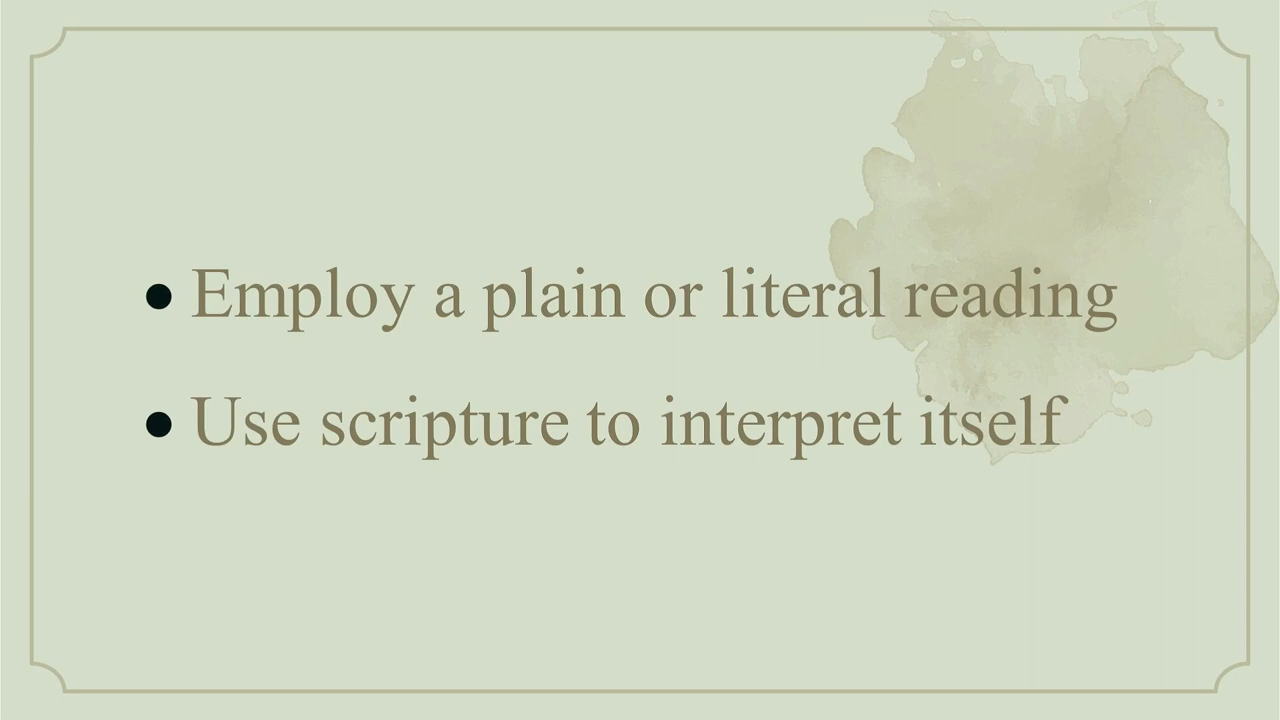 • Employ a plain or literal reading
• Use scripture to interpret itself